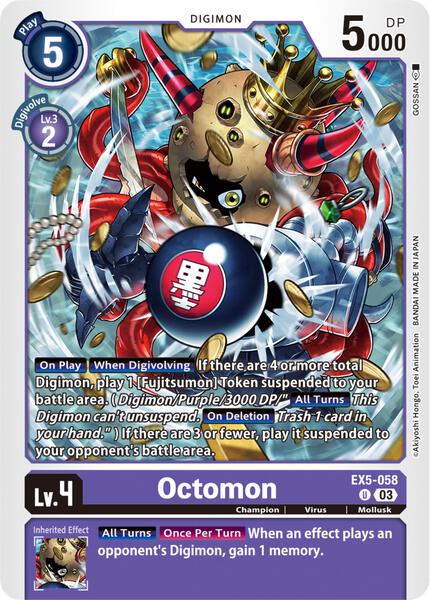 DIGIMON
Play
5
DP
5000
Digivolve
Lv.3
2
GOSSAN
©Akiyoshi Hongo, Toei Animation BANDAI MADE IN JAPAN
On Play When Digivolving If there are 4 or more total
Digimon, play 1 [Fujitsumon] Token suspended to your
battle area. (Digimon/Purple/3000 DP/" All Turns This
Digimon can't unsuspend. On Deletion Trash 1 card in
your hand." ) If there are 3 or fewer, play it suspended to
your opponent's battle area.
Lv.4
Octomon
EX5-058
U 03
Champion Virus Mollusk
Inherited Effect
All Turns Once Per Turn When an effect plays an
opponent's Digimon, gain 1 memory.